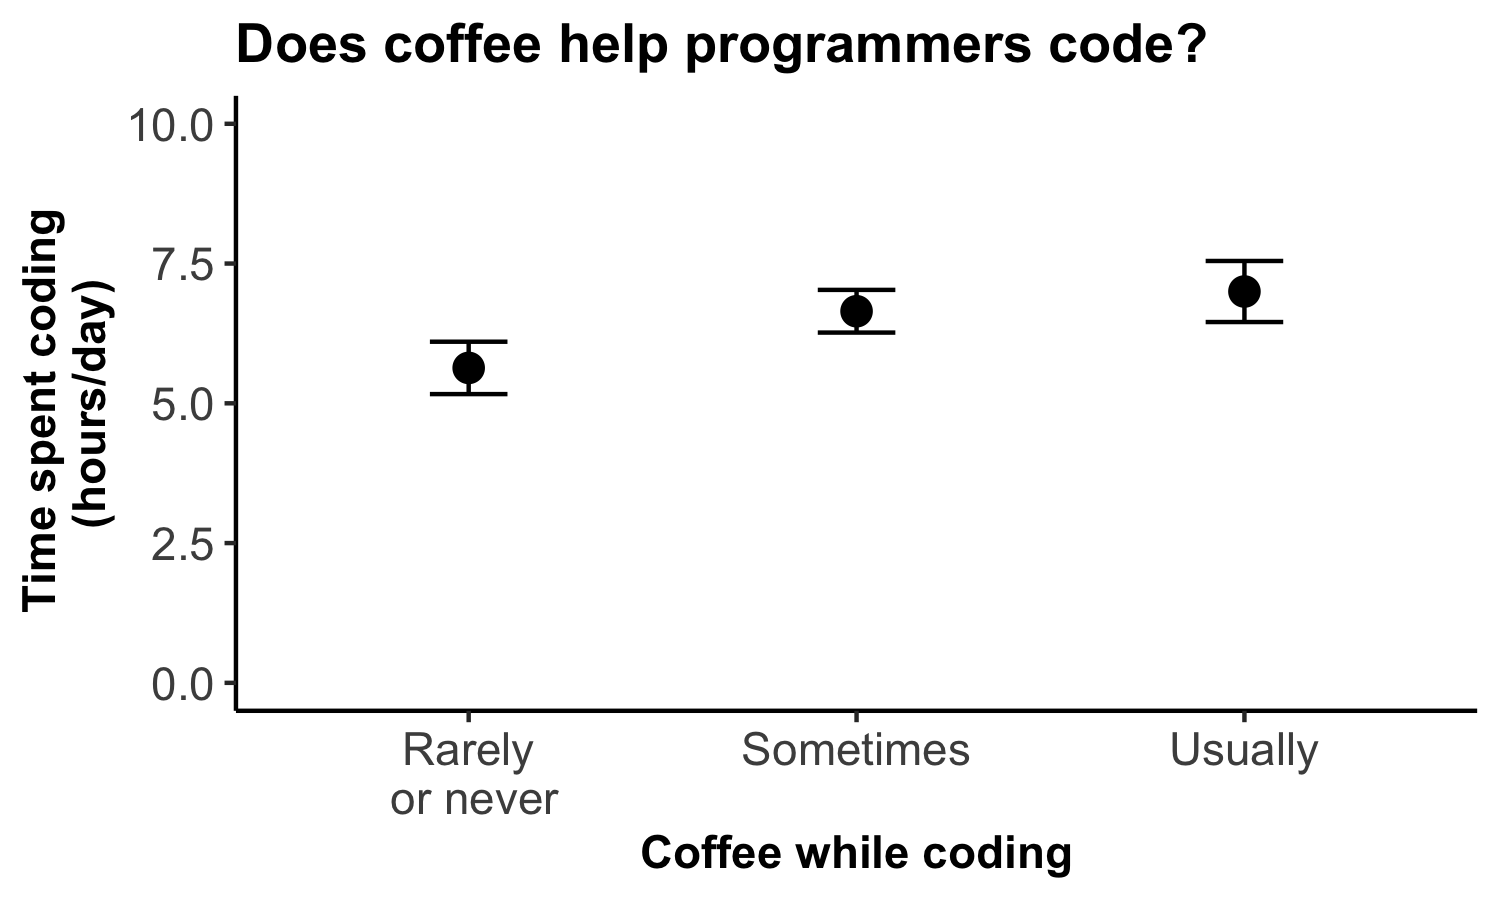 Does coffee help programmers code?
Time spent coding
(hours/day)
10.0
7.5
5.0
2.5
0.0
Rarely
or never
Sometimes
Usually
Coffee while coding